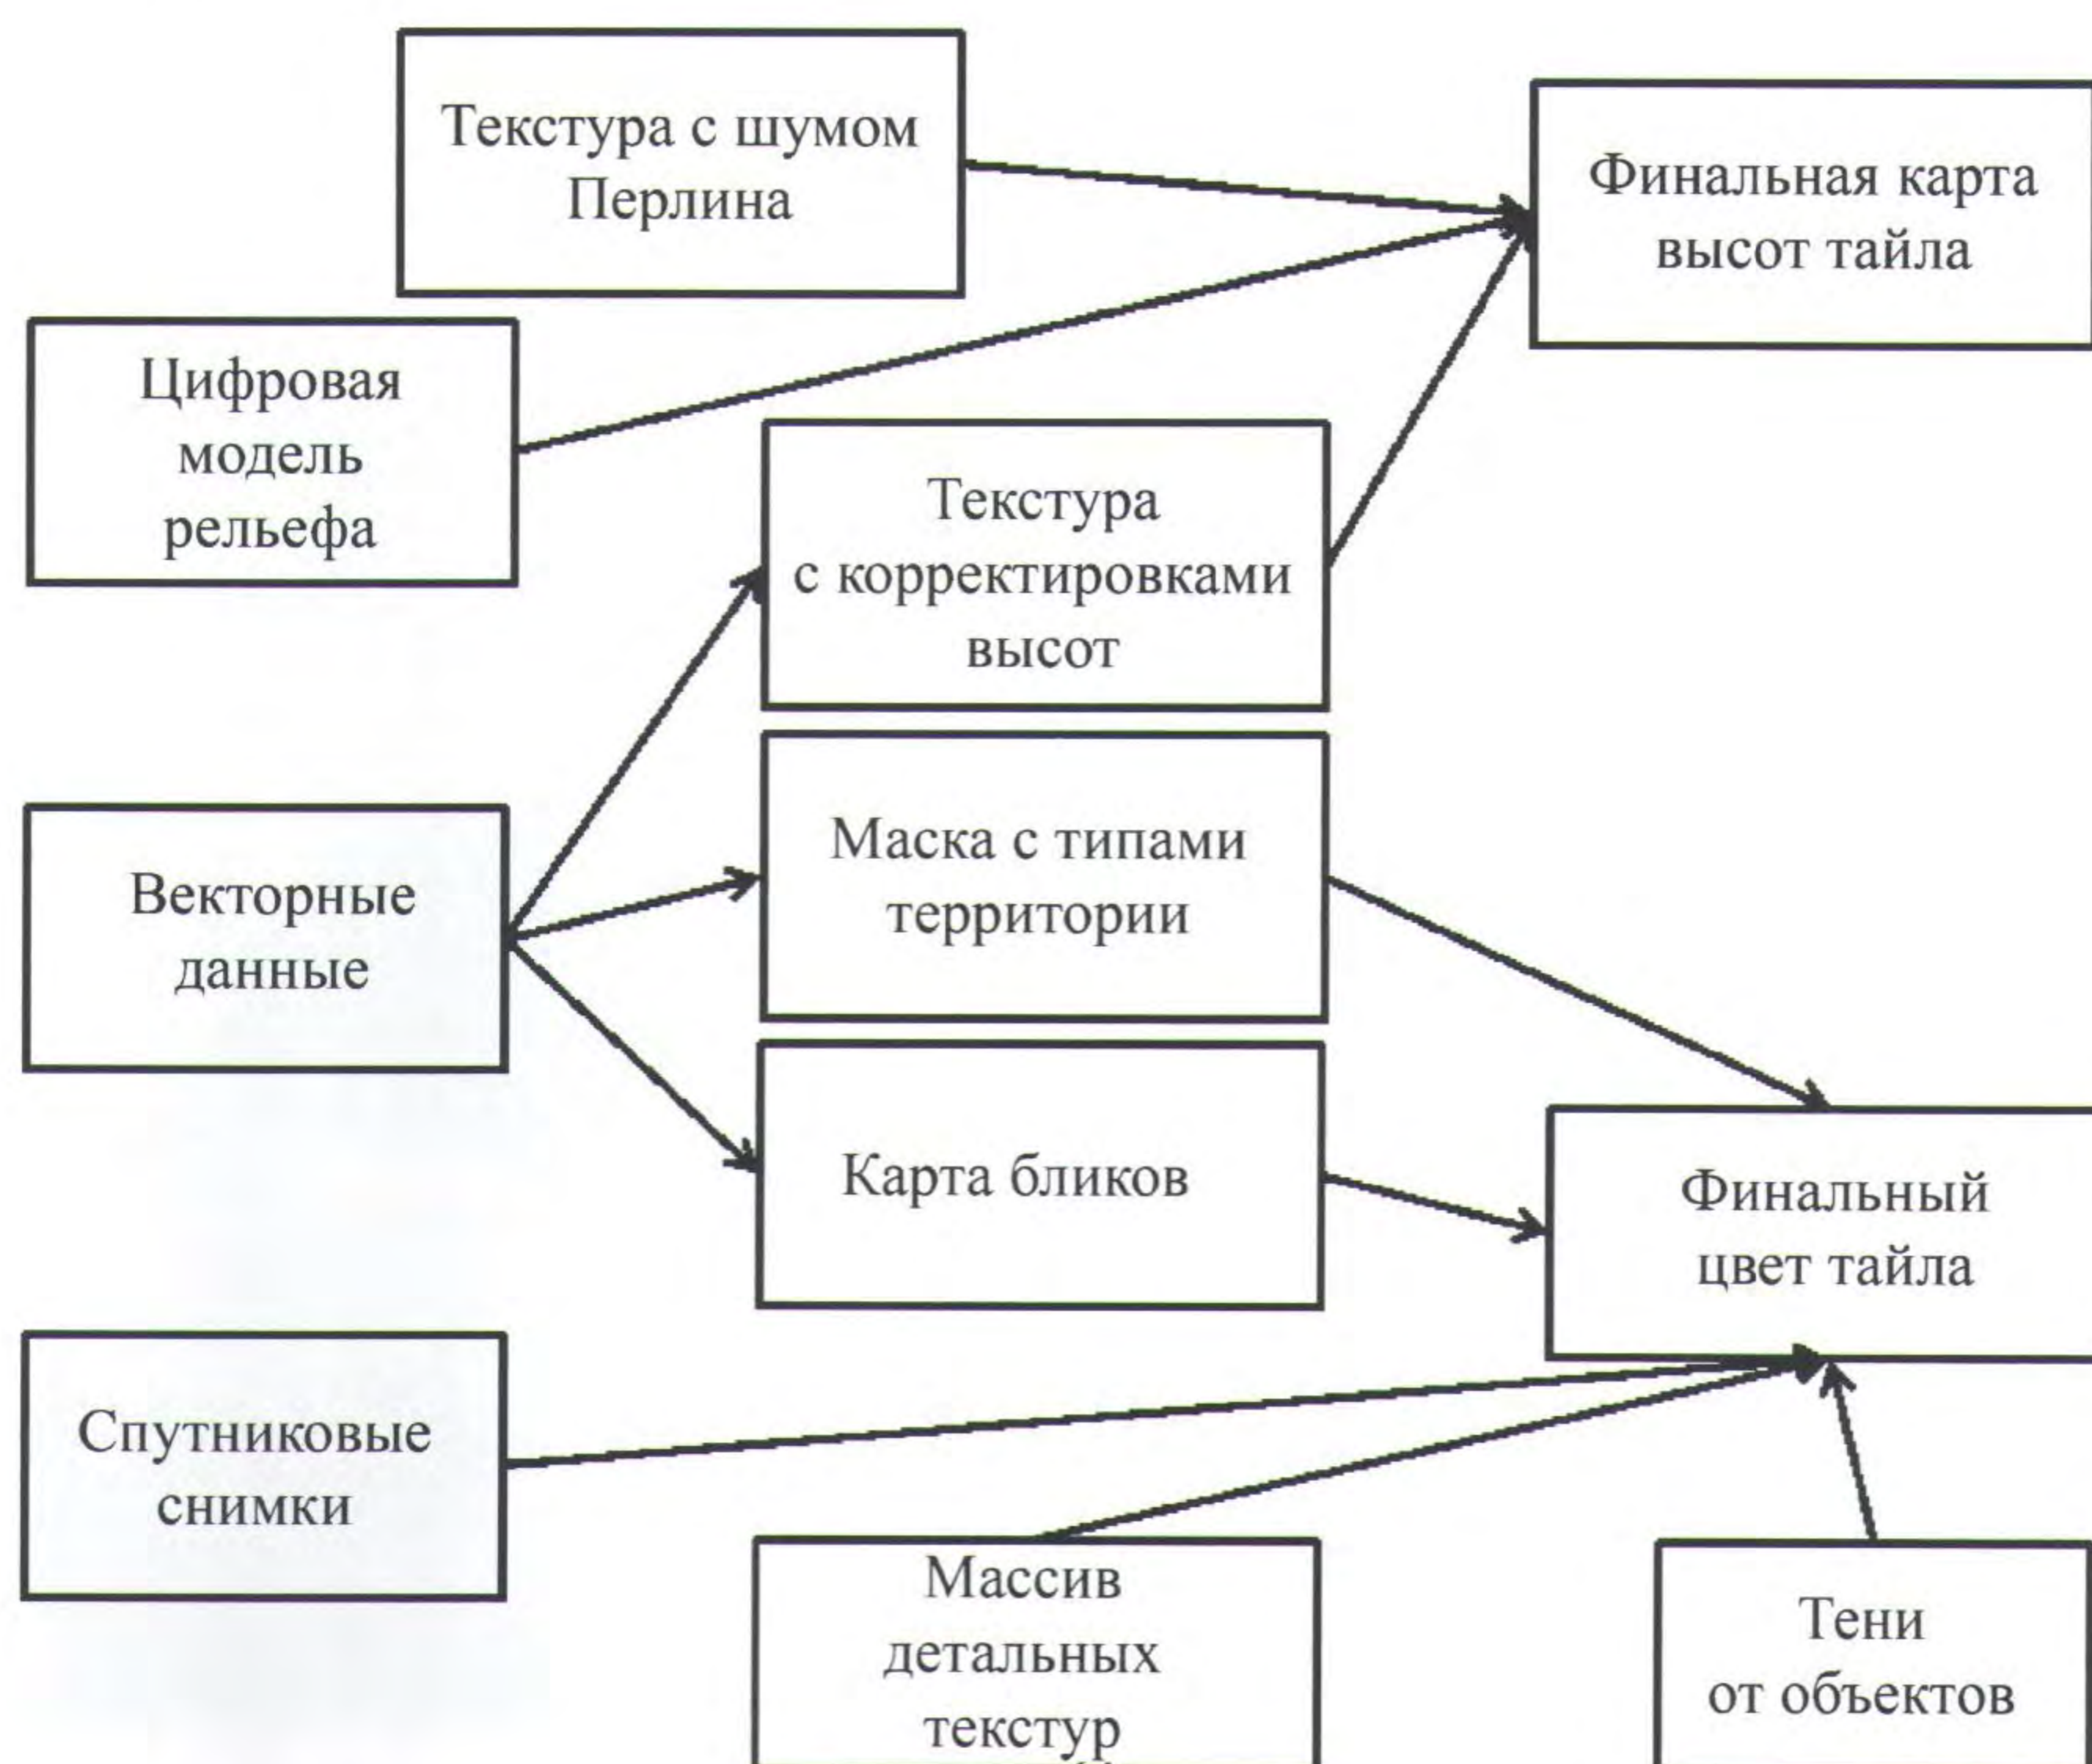 Текстура с шумом
Перлина
Финальная карта
высот тайла
Цифровая
модель
рельефа
Текстура
с корректировками
высот
Маска с типами
территории
Векторные
данные
Карта бликов
Финальный
цвет тайла
Спутниковые
снимки
Массив
детальных
текстур
Тени
от объектов